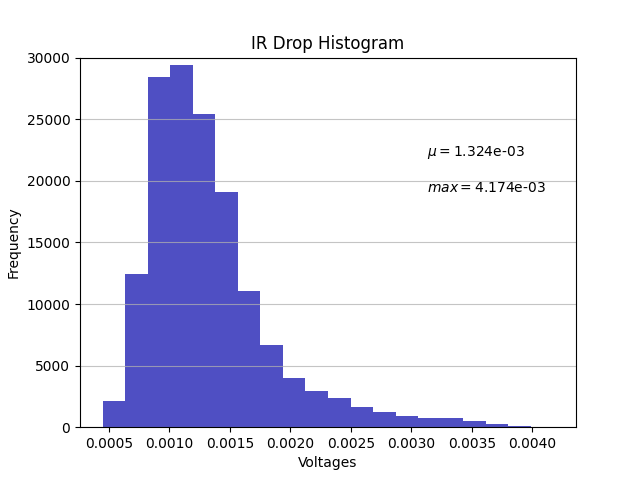 IR Drop Histogram
30000
25000
20000
15000
10000
5000
0
Frequency
μ = 1.324e-03
max = 4.174e-03
0.0005 0.0010 0.0015 0.0020 0.0025 0.0030 0.0035 0.0040
Voltages